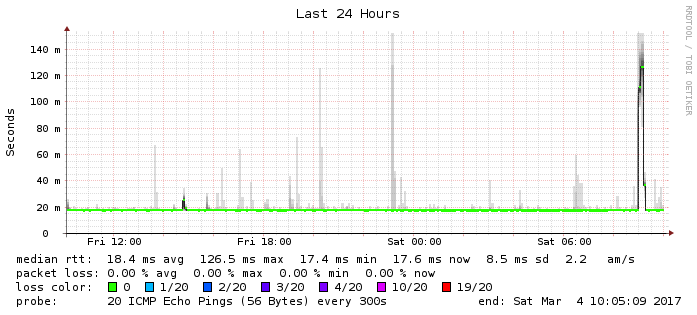 Last 24 Hours
RRDTOOL / TOBI OETIKER
Seconds
140 m
120 m
100 m
80 m
60 m
40 m
20 m
0
Fri 12:00 Fri 18:00 Sat 00:00 Sat 06:00
median rtt: 18.4 ms avg 126.5 ms max 17.4 ms min 17.6 ms now 8.5 ms sd 2.2 am/s
packet loss: 0.00 % avg 0.00 % max 0.00 % min 0.00 % now
loss color: 0 1/20 2/20 3/20 4/20 10/20 19/20
probe: 20 ICMP Echo Pings (56 Bytes) every 300s end: Sat Mar 4 10:05:09 2017